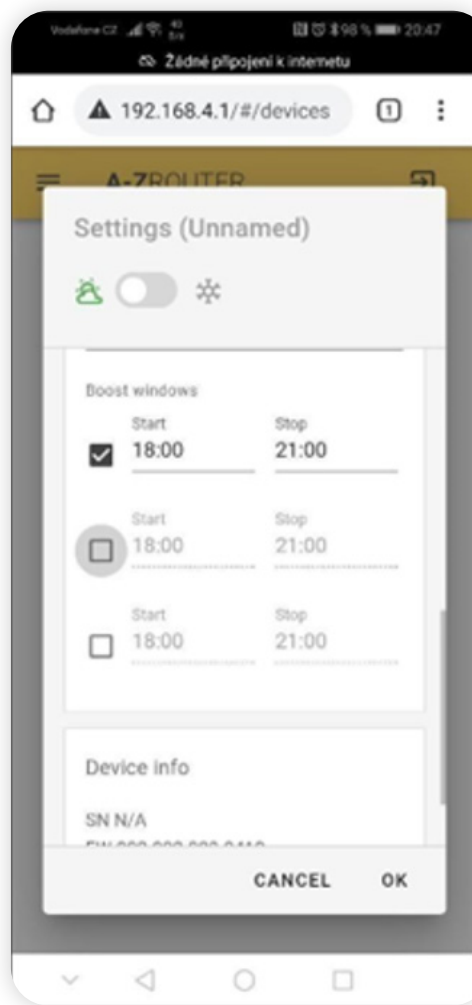 Vodafone CZ 98 % 20:47
Žádné připojení k internetu
192.168.4.1/#/devices 1
A-ZROUTER
Settings (Unnamed)
Boost windows
Start Stop
18:00 21:00
Start Stop
18:00 21:00
Start Stop
18:00 21:00
Device info
SN N/A
CANCEL OK